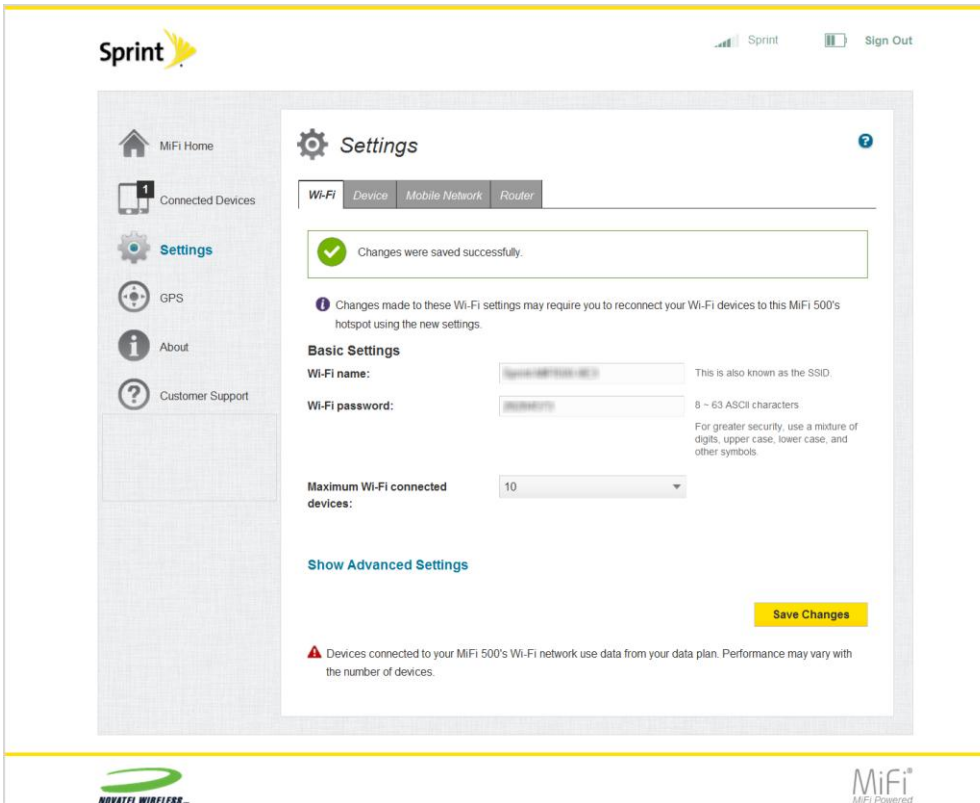 Sprint
Sprint
Sign Out
MiFi Home
1
Connected Devices
Settings
GPS
About
Customer Support
Settings
?
Wi-Fi
Device
Mobile Network
Router
Changes were saved successfully.
Changes made to these Wi-Fi settings may require you to reconnect your Wi-Fi devices to this MiFi 500's
hotspot using the new settings.
Basic Settings
Wi-Fi name:
This is also known as the SSID.
Wi-Fi password:
8 ~ 63 ASCII characters
For greater security, use a mixture of
digits, upper case, lower case, and
other symbols.
Maximum Wi-Fi connected
devices:
10
Show Advanced Settings
Save Changes
Devices connected to your MiFi 500's Wi-Fi network use data from your data plan. Performance may vary with
the number of devices.
NOVATEL WIRELESS
MiFi®
MiFi Powered